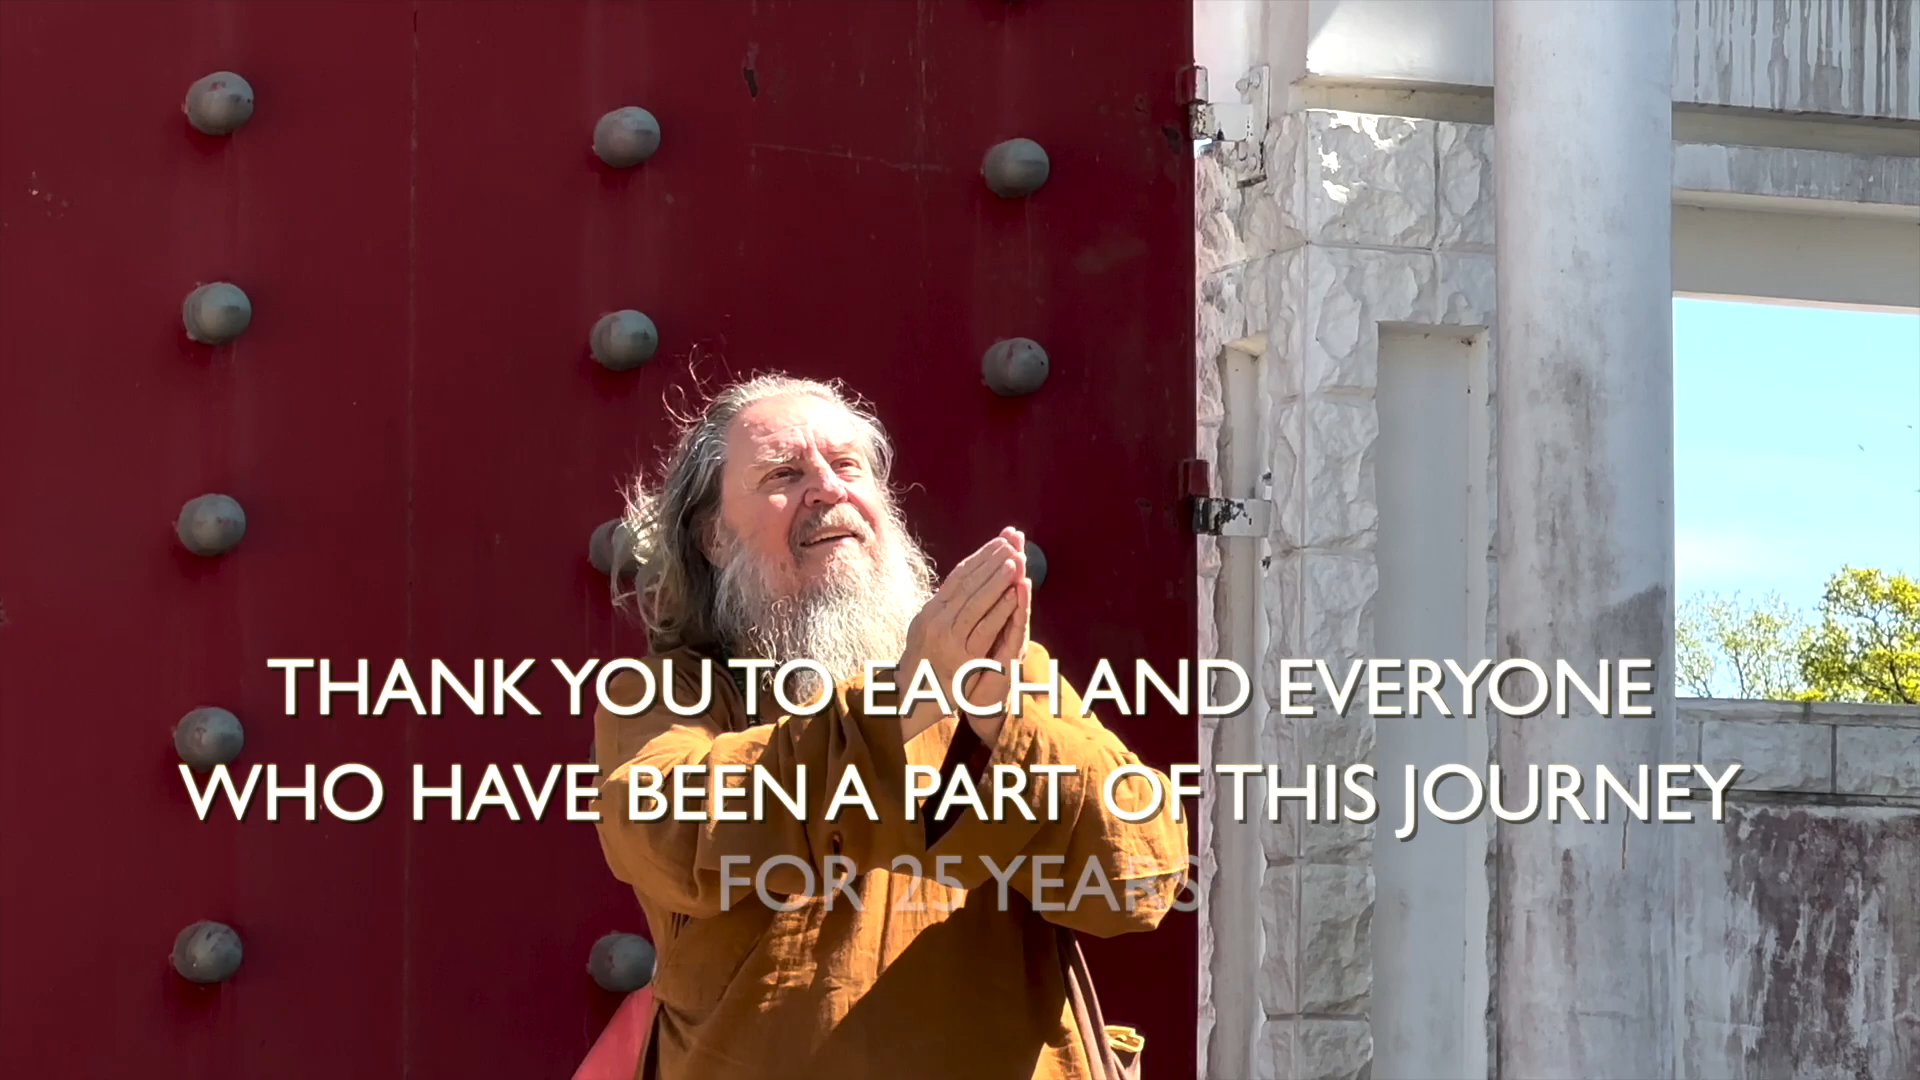 THANK YOU TO EACH AND EVERYONE
WHO HAVE BEEN A PART OF THIS JOURNEY
FOR 25 YEARS